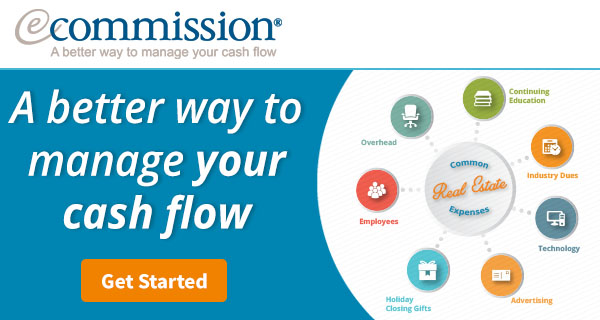 ecommission®
A better way to manage your cash flow
A better way to
manage your
cash flow
Get Started
Common
Real Estate
Expenses
Continuing
Education
Industry Dues
Technology
Advertising
Holiday
Closing Gifts
Employees
Overhead